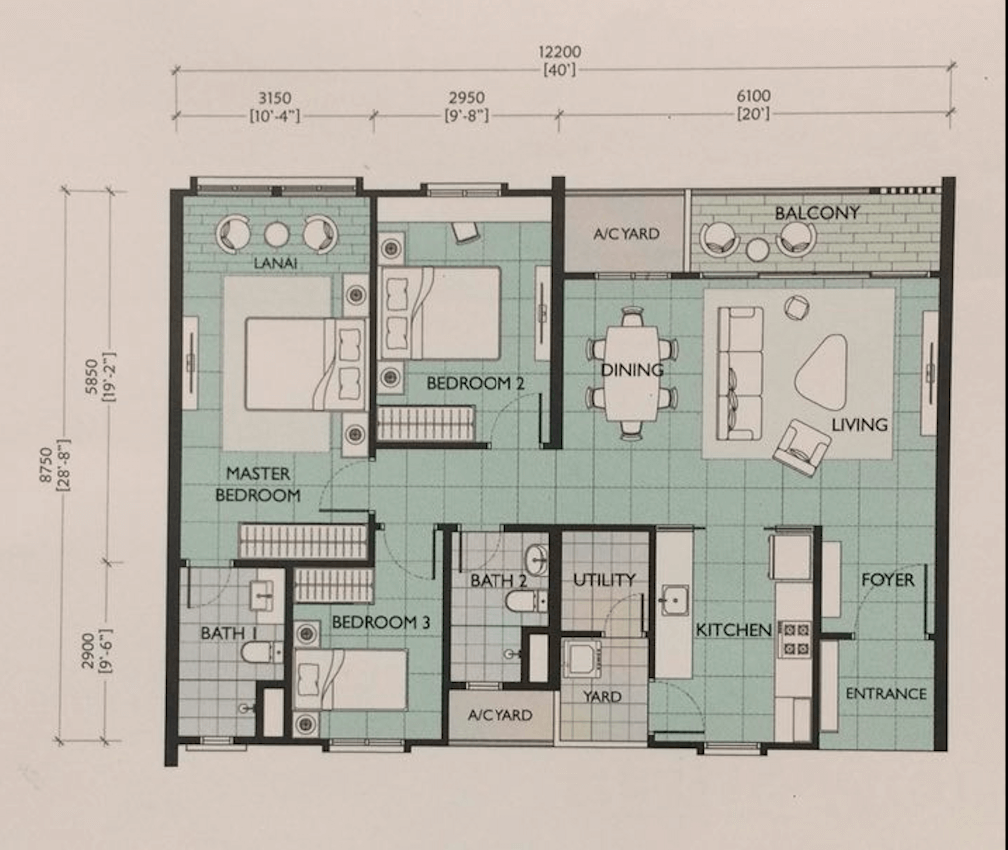 12200
[40']
3150
[10'-4"]
2950
[9'-8"]
6100
[20']
8750
[28'-8"]
5850
[19'-2"]
2900
[9'-6"]
LANAI
A/C YARD
BALCONY
BEDROOM 2
DINING
LIVING
MASTER
BEDROOM
BATH 1
BEDROOM 3
BATH 2
UTILITY
KITCHEN
FOYER
A/C YARD
YARD
ENTRANCE